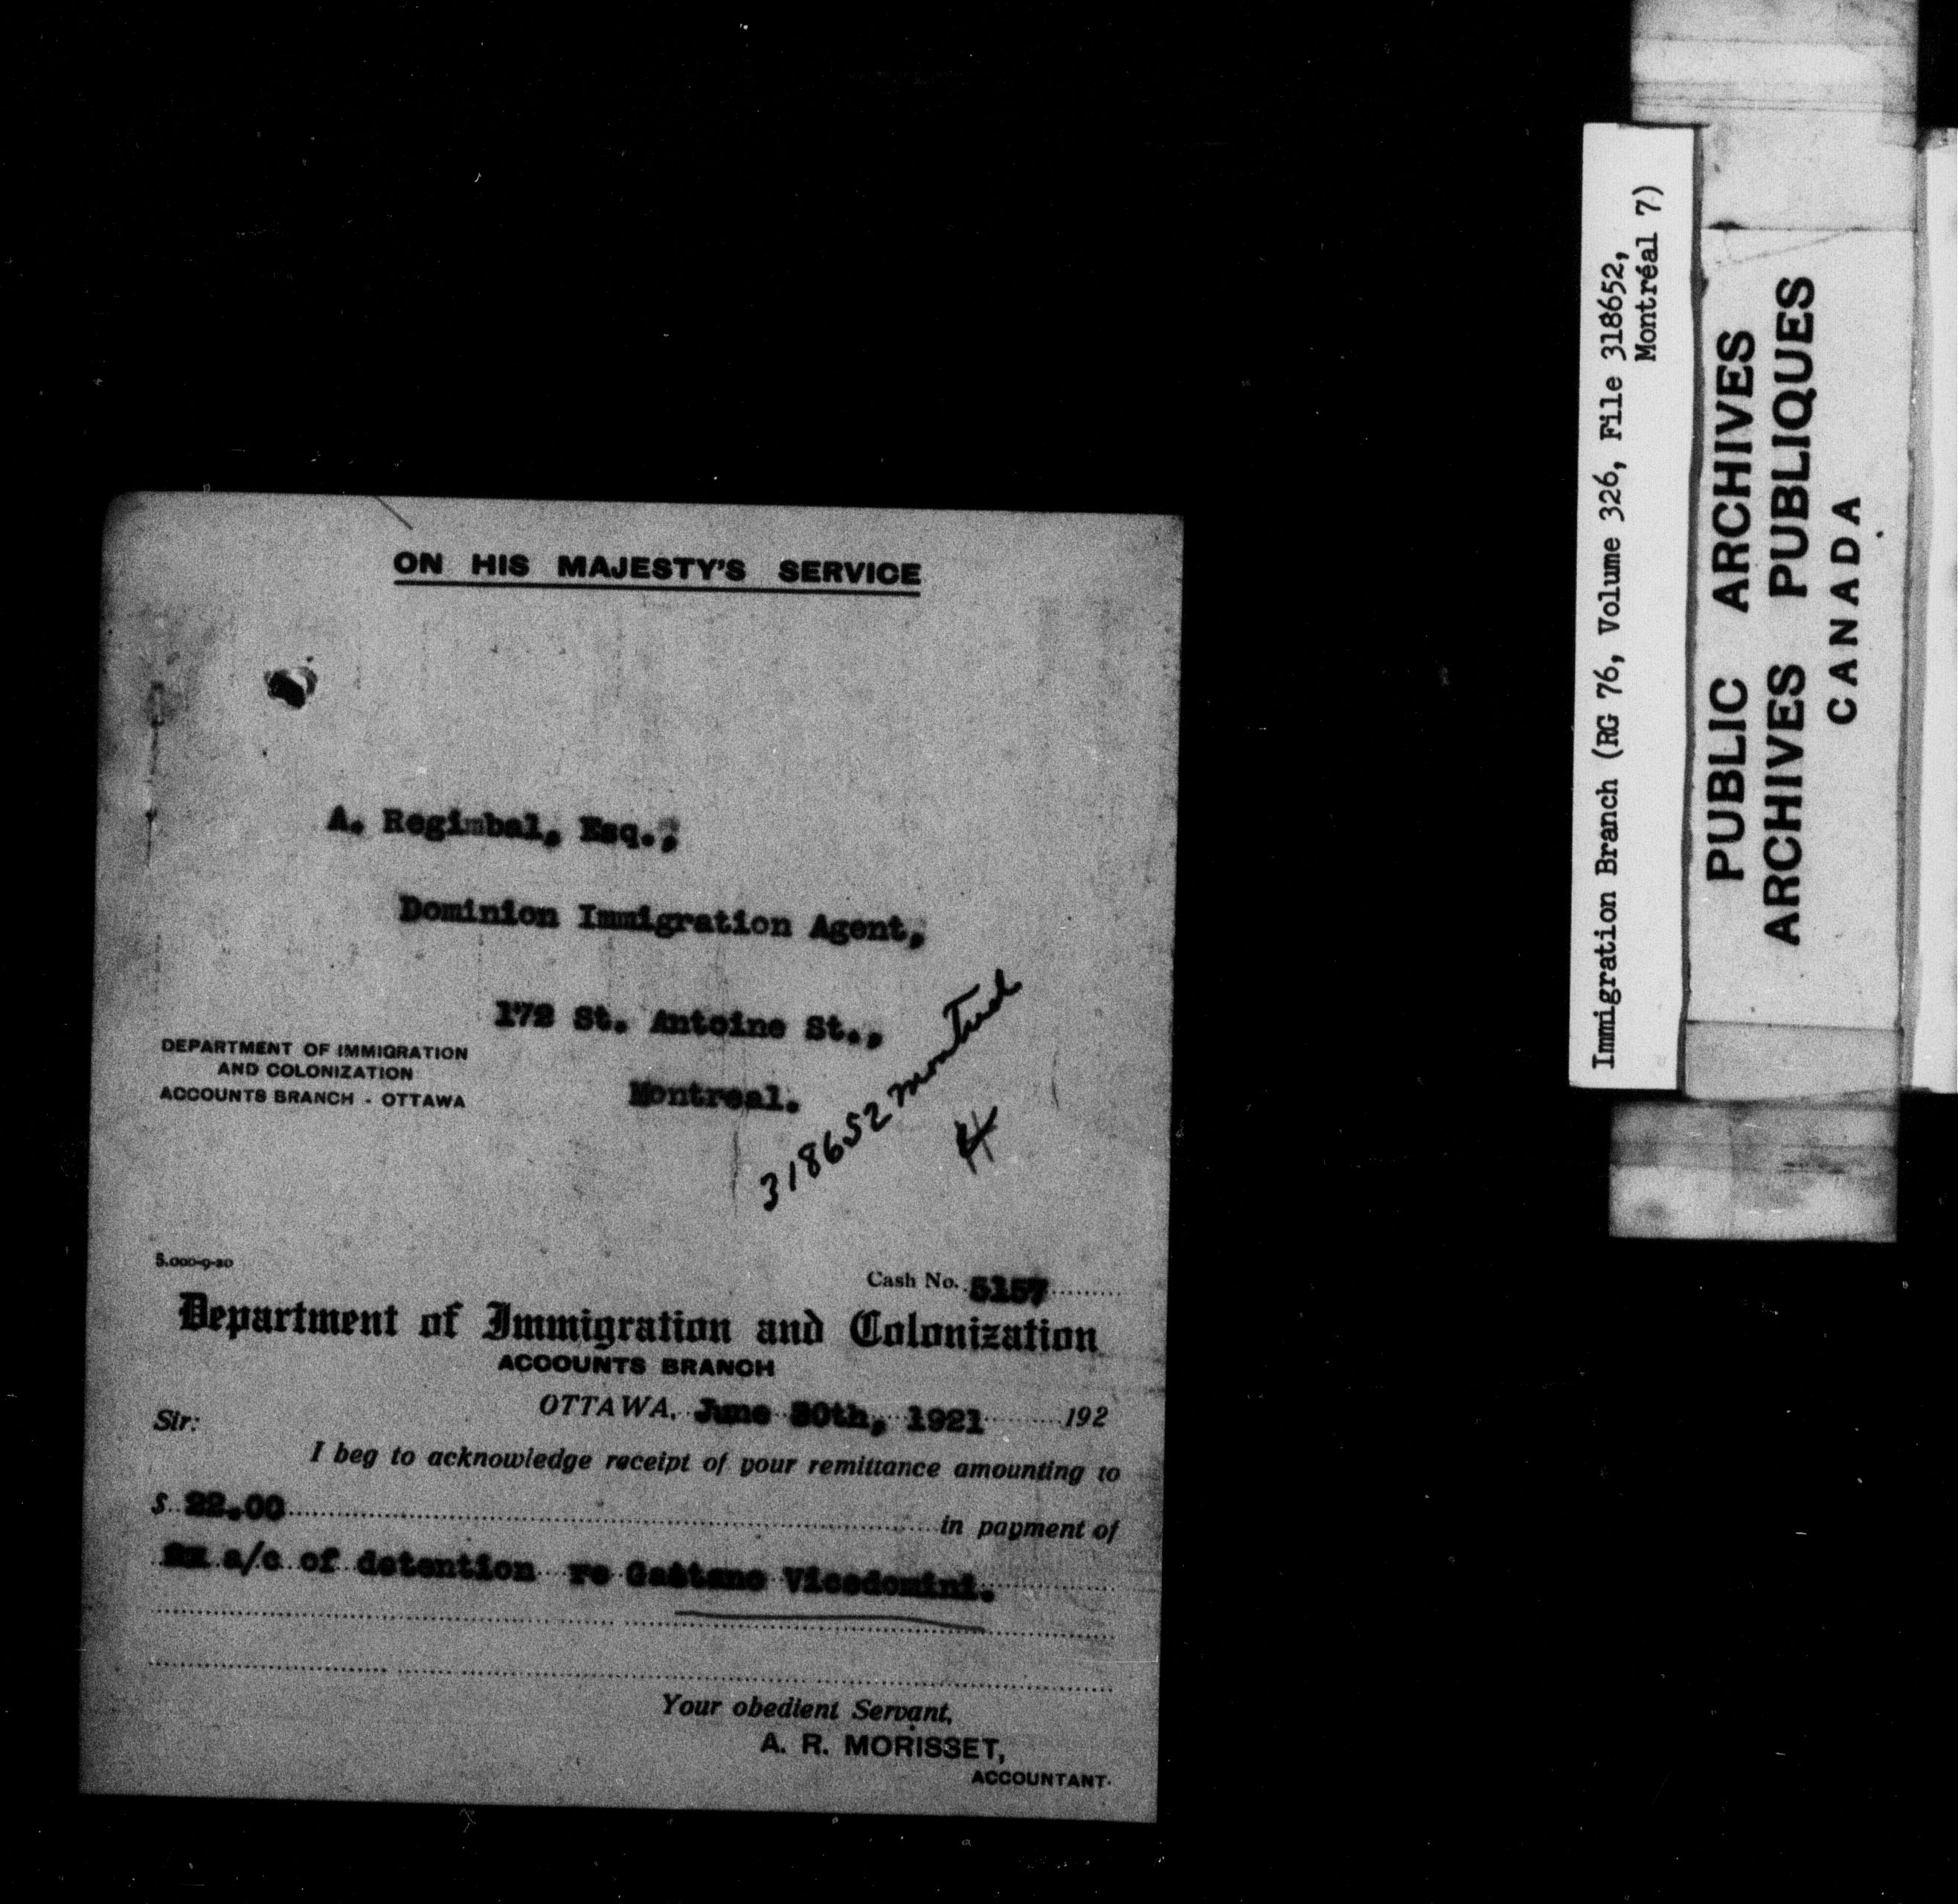 ON HIS MAJESTY'S SERVICE
A. Regimbal, Esq.,
Dominion Immigration Agent,
172 St. Antoine St.,
Montreal.
DEPARTMENT OF IMMIGRATION
AND COLONIZATION
ACCOUNTS BRANCH - OTTAWA
318652 montreal
5.000-9-20
Cash No. 5157
Department of Immigration and Colonization
ACCOUNTS BRANCH
OTTAWA, June 30th, 1921 192
Sir:
I beg to acknowledge receipt of your remittance amounting to
$ 22.00 in payment of
a/c of detention re Gaetano Vicedomini.
Your obedient Servant,
A. R. MORISSET,
ACCOUNTANT.
Immigration Branch (RG 76, Volume 326, File 318652,
Montréal 7)
PUBLIC ARCHIVES
ARCHIVES PUBLIQUES
CANADA